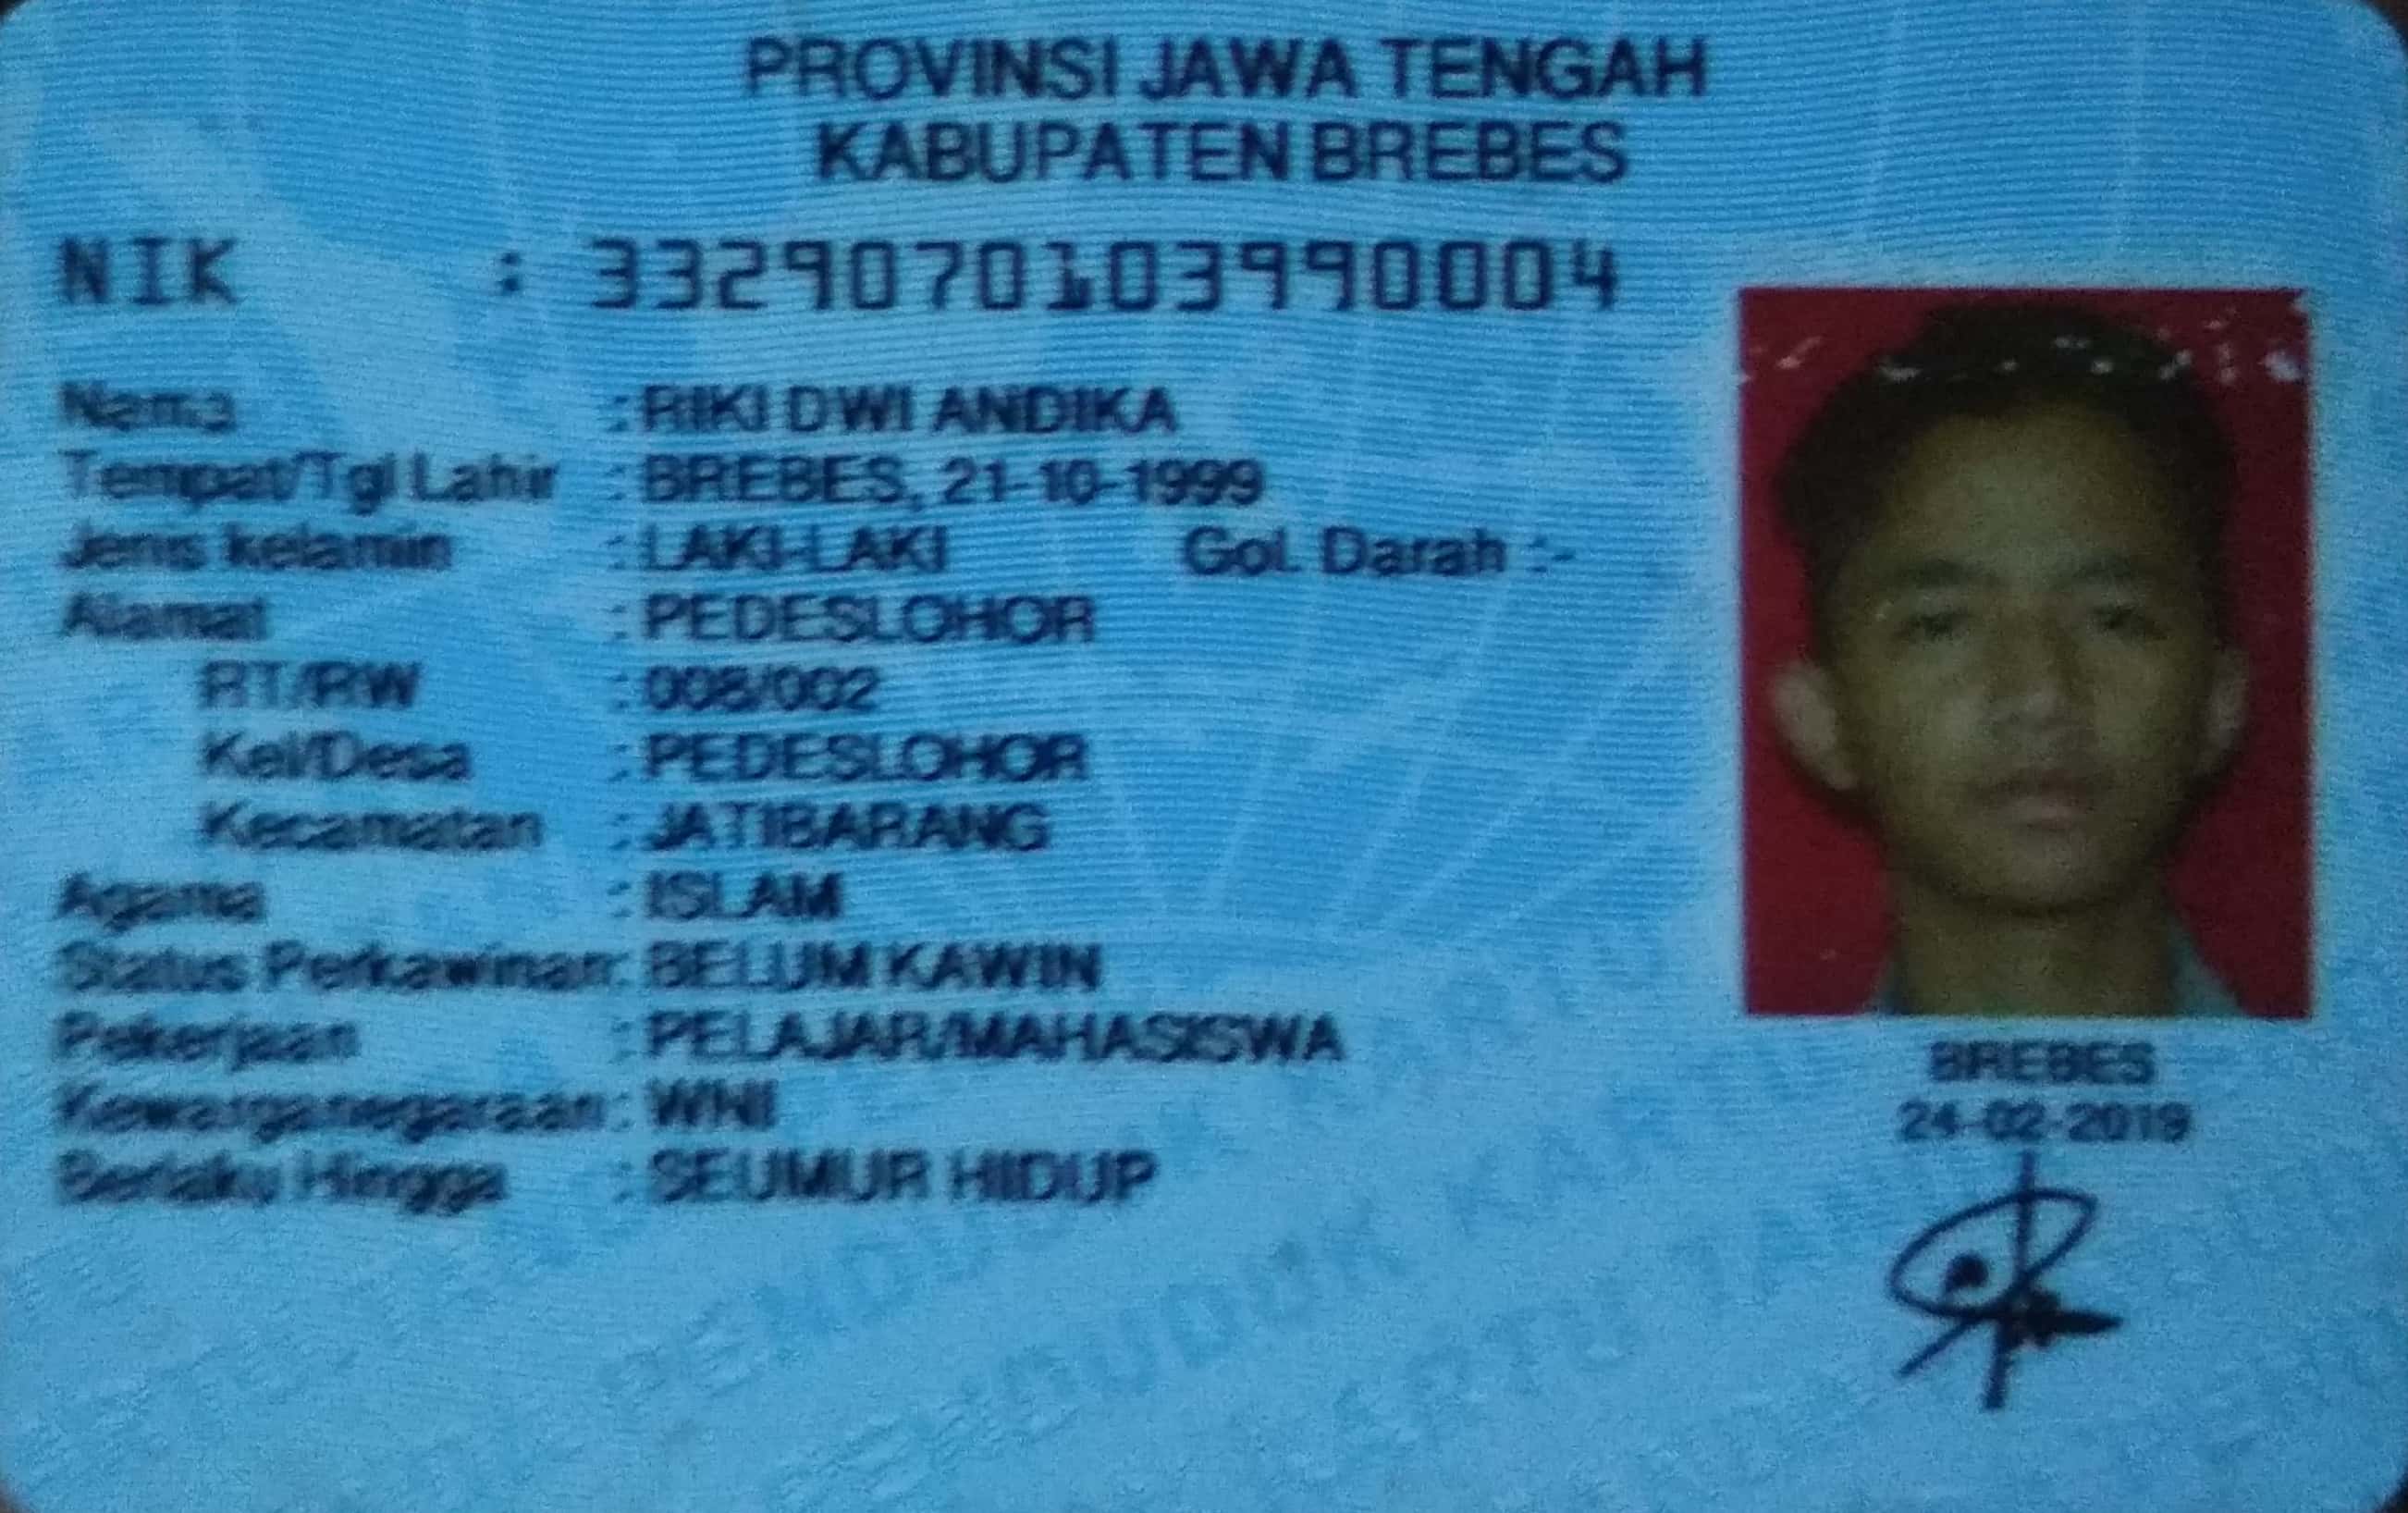 PROVINSI JAWA TENGAH
KABUPATEN BREBES
NIK : 3329070103990004
Nama : RIKI DWI ANDIKA
Tempat/Tgl Lahir : BREBES, 21-10-1999
Jenis kelamin : LAKI-LAKI Gol. Darah :-
Alamat : PEDESLOHOR
RT/RW : 008/002
Kel/Desa : PEDESLOHOR
Kecamatan : JATIBARANG
Agama : ISLAM
Status Perkawinan: BELUM KAWIN
Pekerjaan : PELAJAR/MAHASISWA
Kewarganegaraan: WNI
Berlaku Hingga : SEUMUR HIDUP
BREBES
24-02-2019